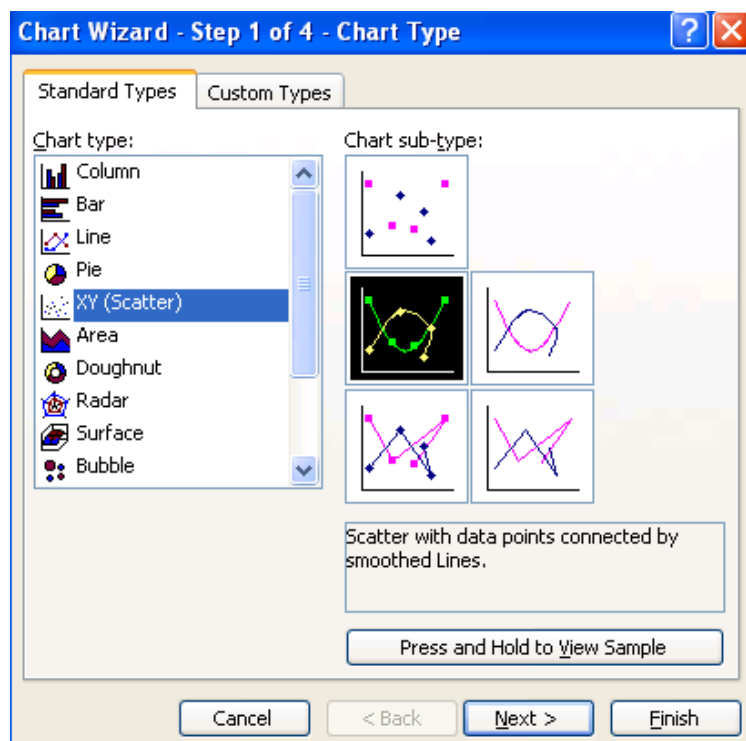 Chart Wizard - Step 1 of 4 - Chart Type
?
Standard Types
Custom Types
Chart type:
Column
Bar
Line
Pie
XY (Scatter)
Area
Doughnut
Radar
Surface
Bubble
Chart sub-type:
Scatter with data points connected by
smoothed Lines.
Press and Hold to View Sample
Cancel
< Back
Next >
Finish